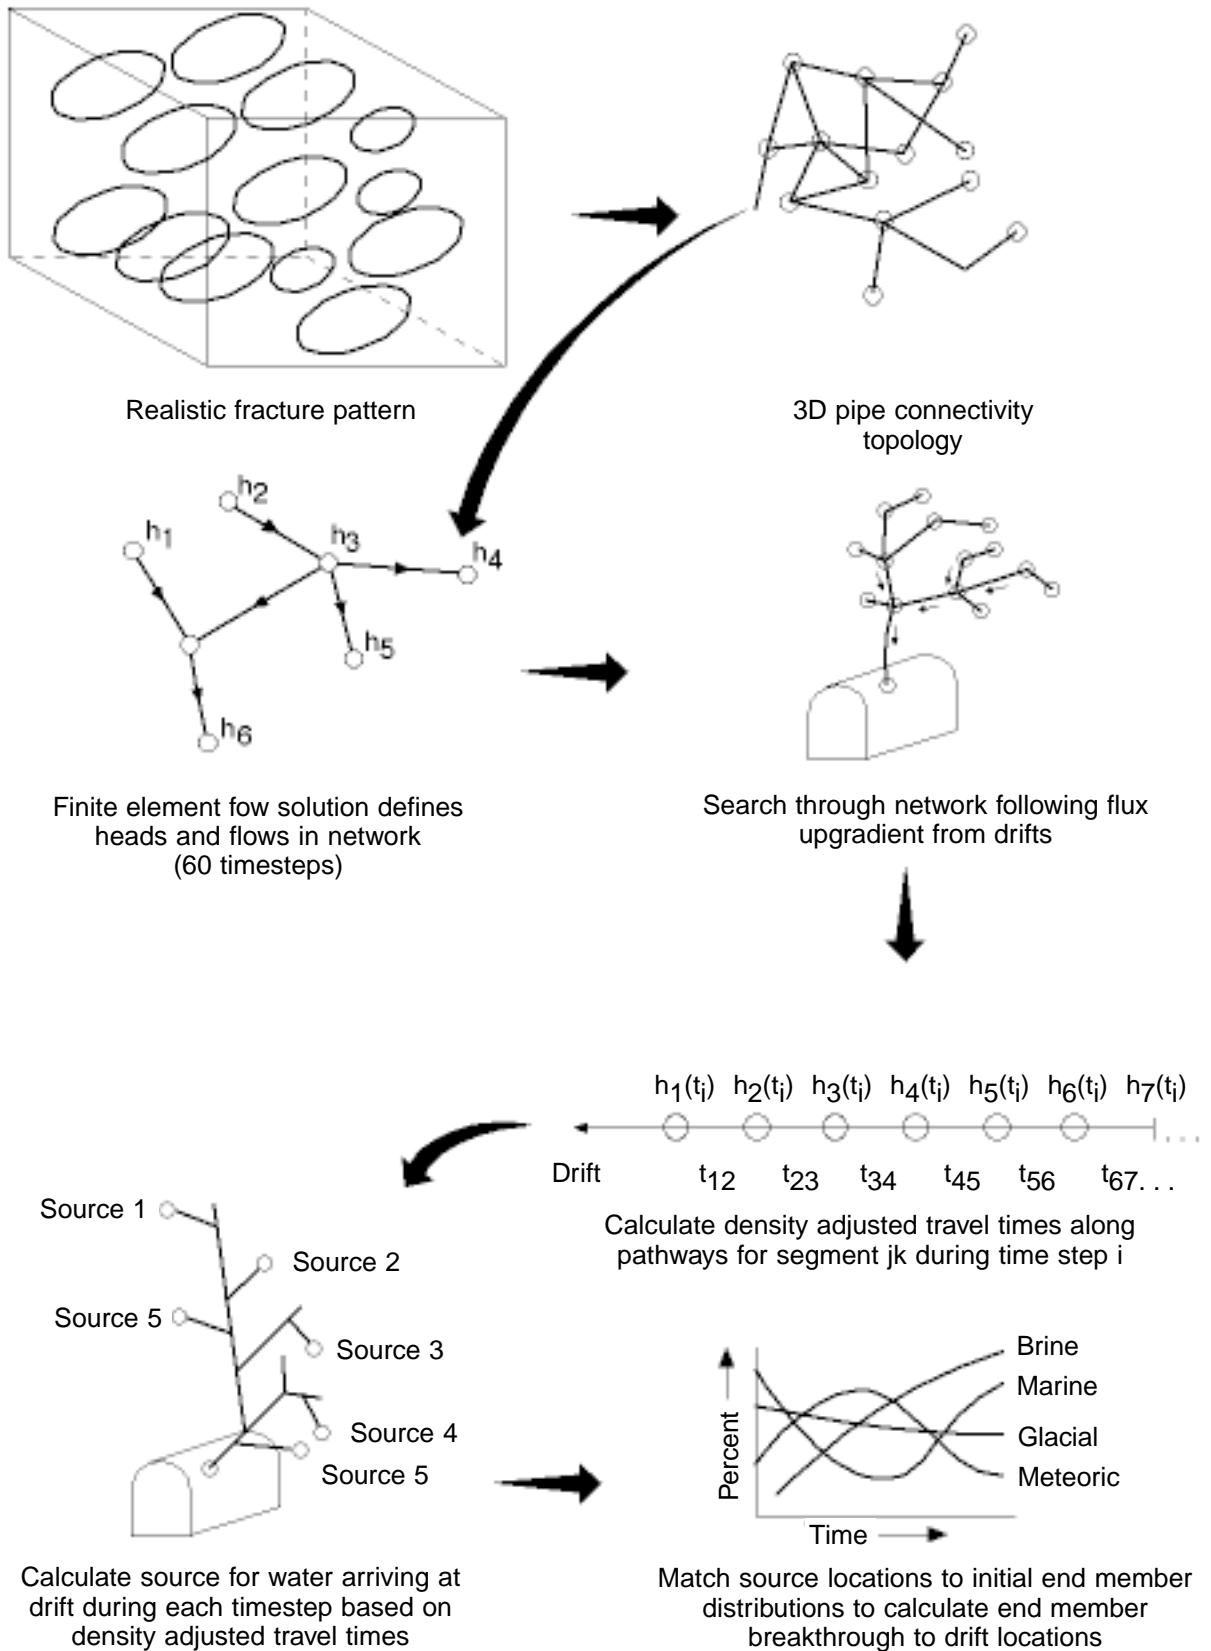 Realistic fracture pattern
3D pipe connectivity
topology
h1
h2
h3
h4
h5
h6
Finite element fow solution defines
heads and flows in network
(60 timesteps)
Search through network following flux
upgradient from drifts
h1(ti) h2(ti) h3(ti) h4(ti) h5(ti) h6(ti) h7(ti)
. . .
Drift t12 t23 t34 t45 t56 t67. . .
Calculate density adjusted travel times along
pathways for segment jk during time step i
Source 1
Source 2
Source 5
Source 3
Source 4
Source 5
Calculate source for water arriving at
drift during each timestep based on
density adjusted travel times
Percent
Time
Brine
Marine
Glacial
Meteoric
Match source locations to initial end member
distributions to calculate end member
breakthrough to drift locations